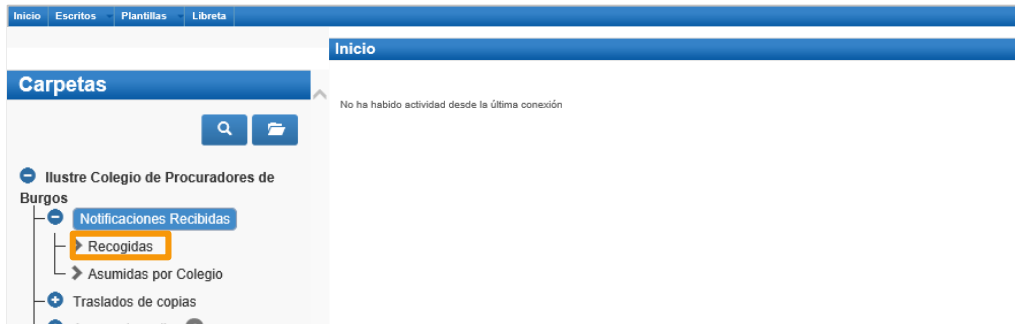 Inicio Escritos Plantillas Libreta
Inicio
Carpetas
No ha habido actividad desde la última conexión
Ilustre Colegio de Procuradores de
Burgos
Notificaciones Recibidas
Recogidas
Asumidas por Colegio
Traslados de copias